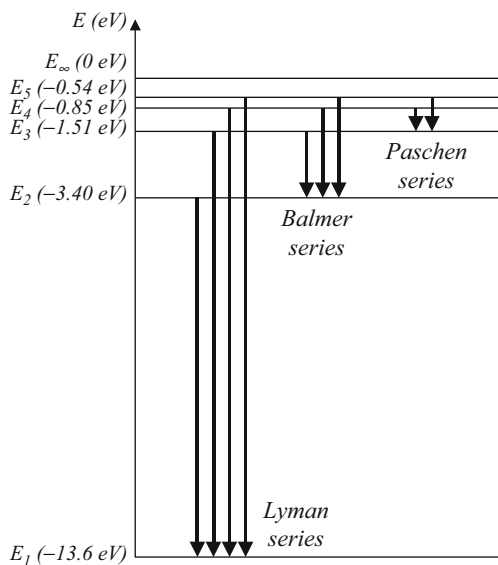 E (eV)
E∞ (0 eV)
E5 (−0.54 eV)
E4 (−0.85 eV)
E3 (−1.51 eV)
Paschen
series
E2 (−3.40 eV)
Balmer
series
Lyman
series
E1 (−13.6 eV)